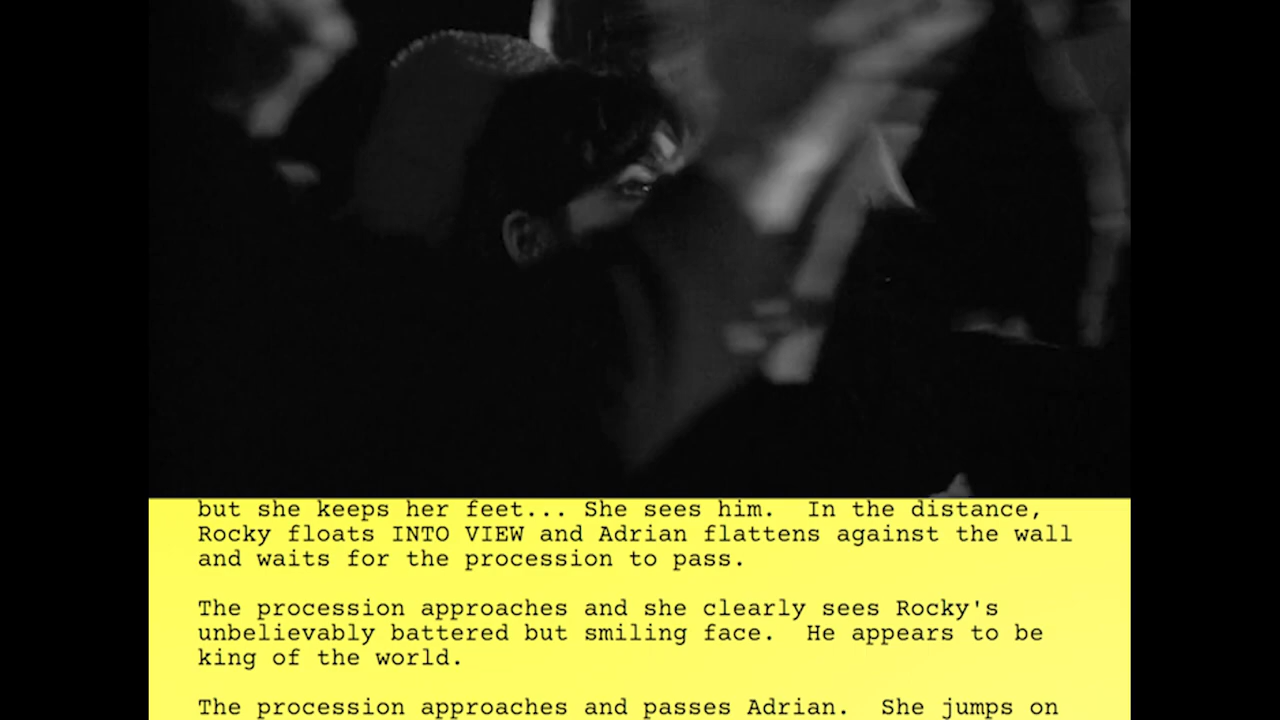 but she keeps her feet... She sees him.  In the distance,
Rocky floats INTO VIEW and Adrian flattens against the wall
and waits for the procession to pass.
The procession approaches and she clearly sees Rocky's
unbelievably battered but smiling face.  He appears to be
king of the world.
The procession approaches and passes Adrian.  She jumps on